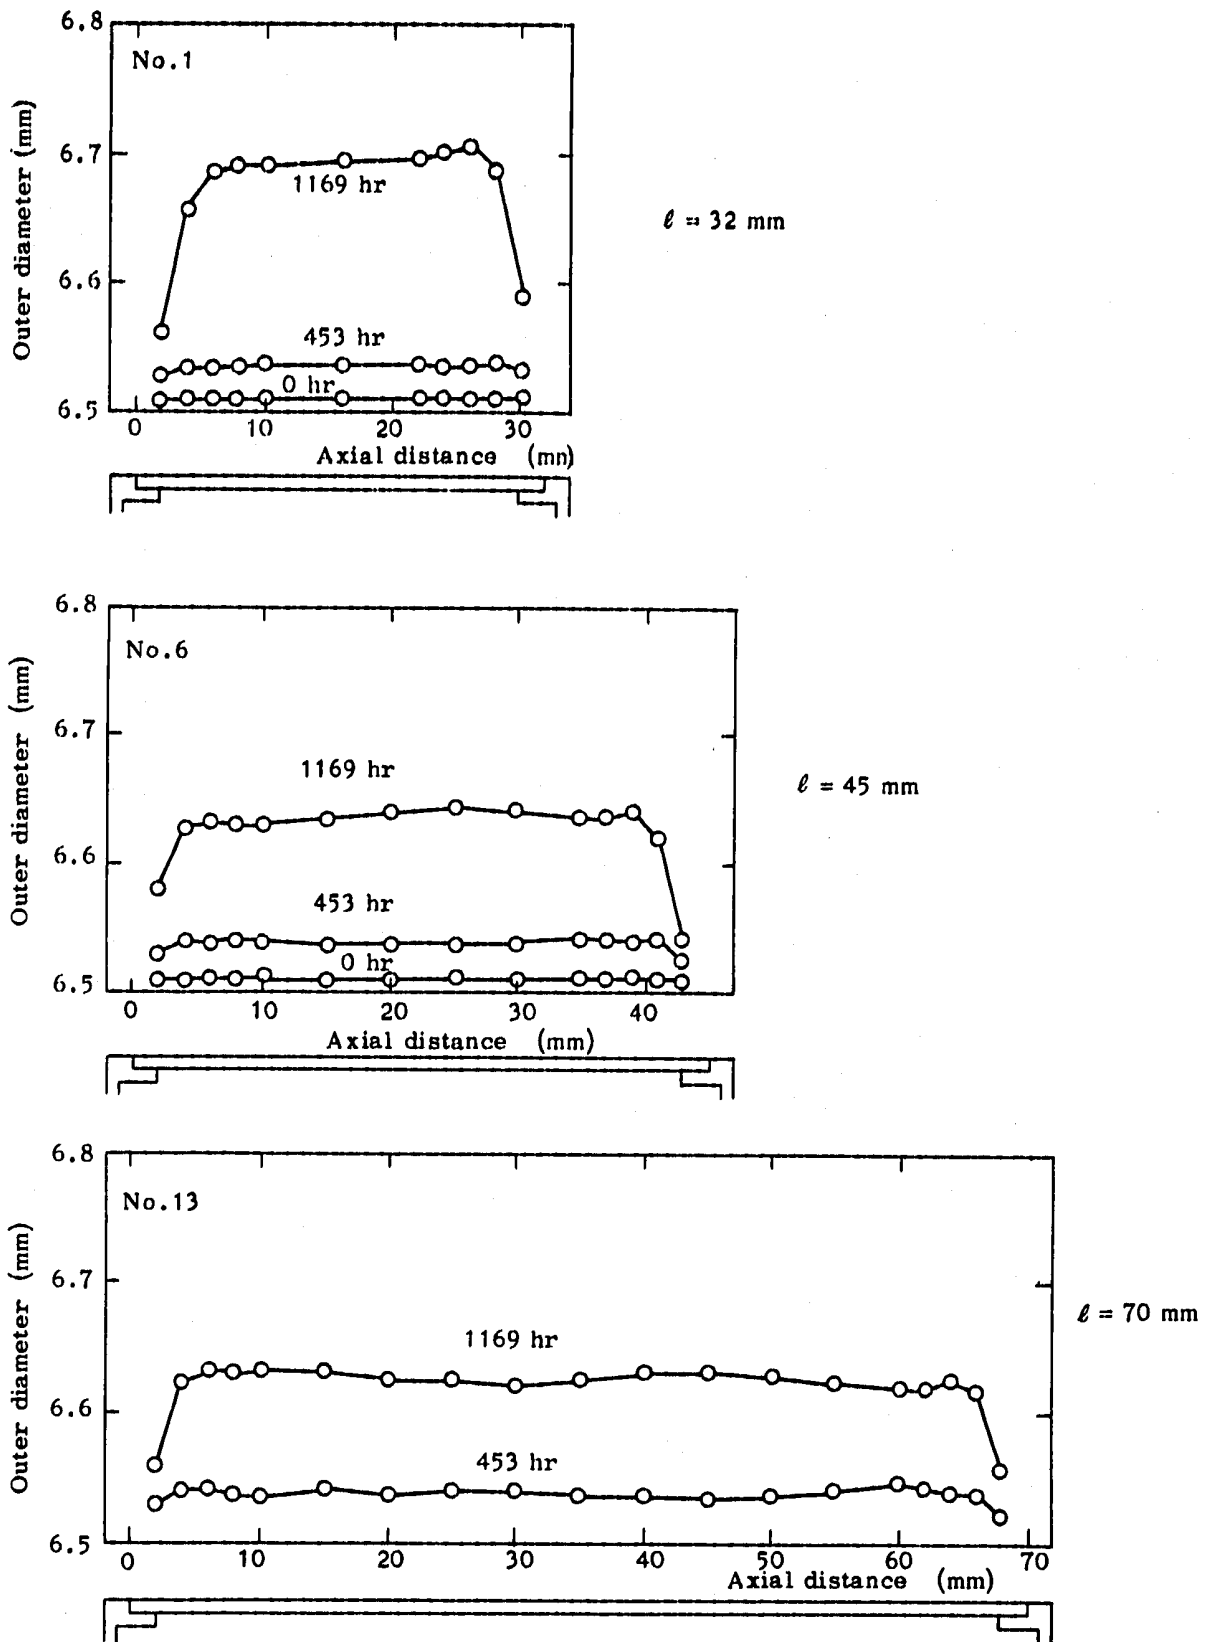 6.8
No.1
6.7
1169 hr
ℓ = 32 mm
Outer diameter (mm)
6.6
453 hr
0 hr
6.5
0 10 20 30
Axial distance (mn)
6.8
No.6
6.7
1169 hr
ℓ = 45 mm
Outer diameter (mm)
6.6
453 hr
0 hr
6.5
0 10 20 30 40
Axial distance (mm)
6.8
No.13
6.7
1169 hr
ℓ = 70 mm
Outer diameter (mm)
6.6
453 hr
6.5
0 10 20 30 40 50 60 70
Axial distance (mm)